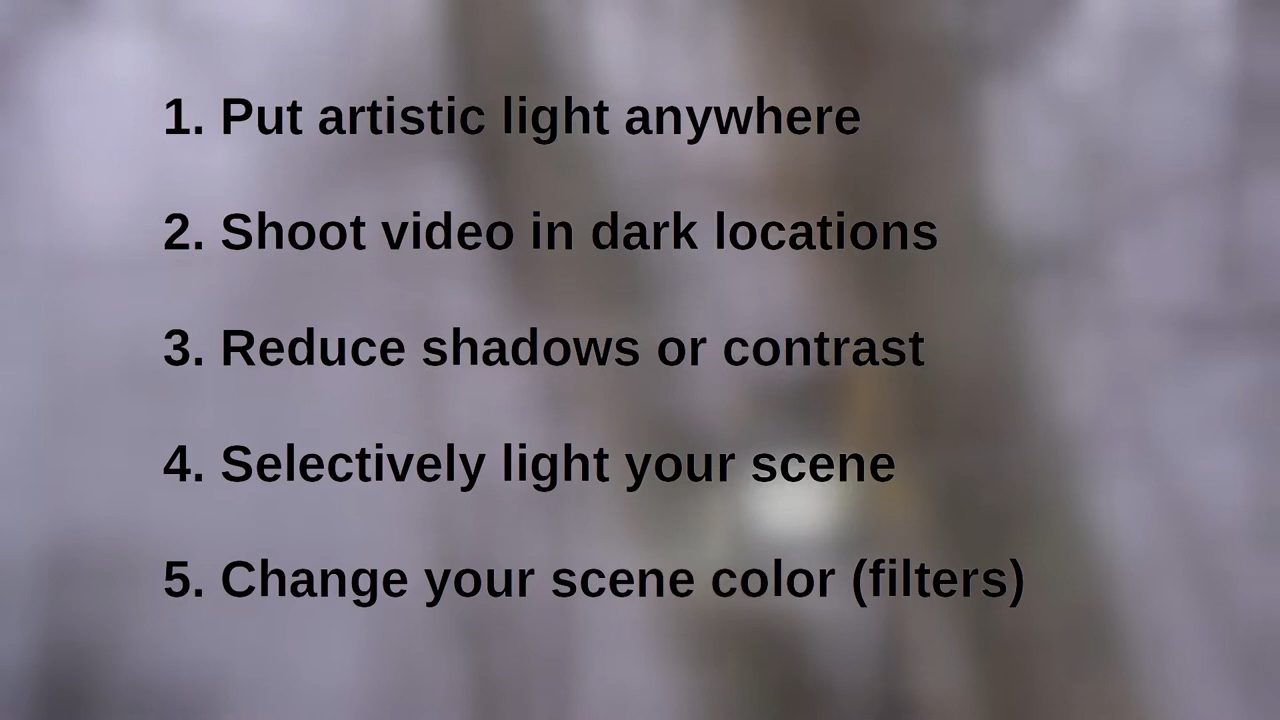 1. Put artistic light anywhere
2. Shoot video in dark locations
3. Reduce shadows or contrast
4. Selectively light your scene
5. Change your scene color (filters)